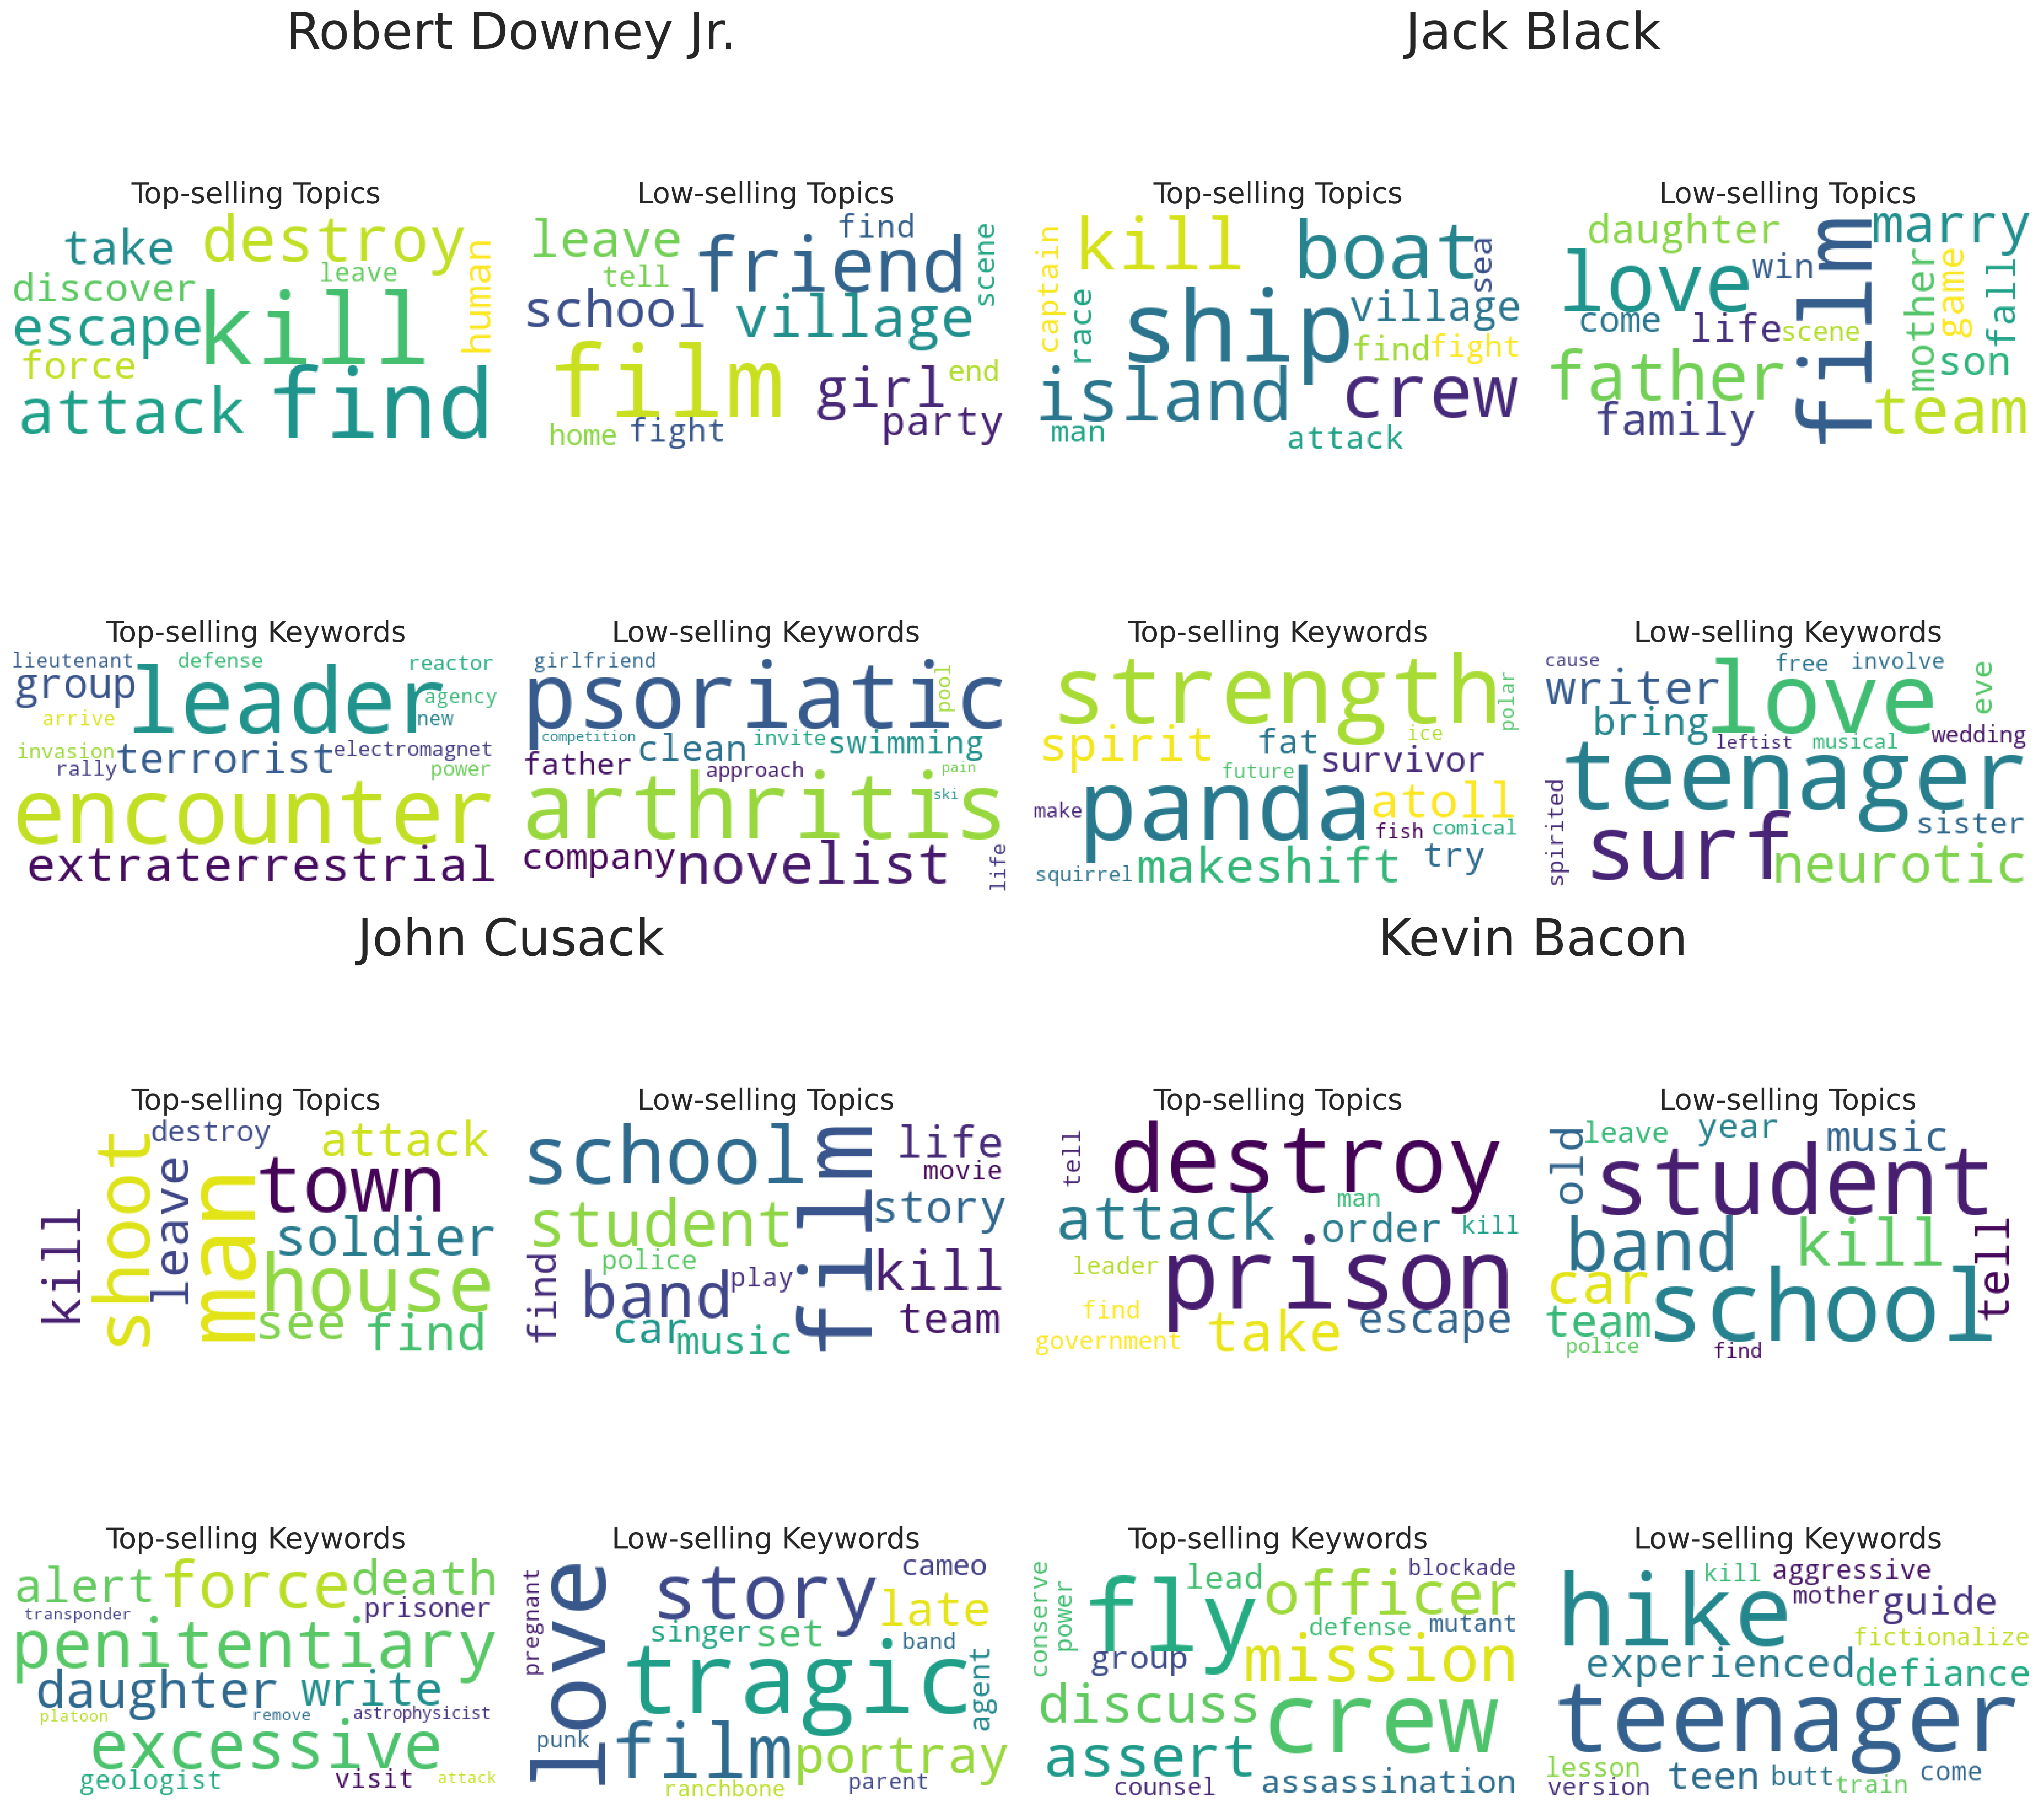 Robert Downey Jr.
Top-selling Topics
take
destroy
leave
human
discover
escape
kill
force
attack
find
Low-selling Topics
leave
find
scene
tell
friend
school
village
film
girl
end
party
home
fight
Top-selling Keywords
lieutenant
defense
reactor
group
leader
agency
arrive
new
invasion
terrorist
electromagnet
rally
power
encounter
extraterrestrial
Low-selling Keywords
girlfriend
psoriatic
pool
competition
clean
invite
swimming
father
approach
pain
arthritis
ski
company
novelist
life
Jack Black
Top-selling Topics
captain
kill
boat
sea
race
ship
village
find
fight
island
crew
man
attack
Low-selling Topics
daughter
film
marry
love
win
mother
game
fall
come
life
scene
father
son
family
team
Top-selling Keywords
strength
polar
spirit
fat
ice
survivor
future
make
panda
atoll
fish
comical
squirrel
makeshift
try
Low-selling Keywords
cause
free
involve
writer
love
eve
bring
leftist
musical
wedding
teenager
spirited
surf
sister
neurotic
John Cusack
Top-selling Topics
destroy
attack
shoot
leave
man
town
kill
soldier
house
see
find
Low-selling Topics
school
film
life
movie
student
story
police
find
band
play
kill
car
music
team
Top-selling Keywords
alert
force
death
transponder
prisoner
penitentiary
daughter
write
platoon
remove
astrophysicist
excessive
geologist
visit
attack
Low-selling Keywords
pregnant
love
story
cameo
late
singer
set
band
tragic
agent
punk
film
portray
ranchbone
parent
Kevin Bacon
Top-selling Topics
tell
destroy
attack
man
order
kill
leader
prison
find
government
take
escape
Low-selling Topics
old
leave
year
music
student
band
kill
tell
car
school
team
police
find
Top-selling Keywords
conserve
power
fly
lead
officer
blockade
defense
mutant
group
mission
discuss
crew
assert
counsel
assassination
Low-selling Keywords
hike
kill
aggressive
mother
guide
fictionalize
experienced
defiance
teenager
lesson
version
teen
butt
train
come